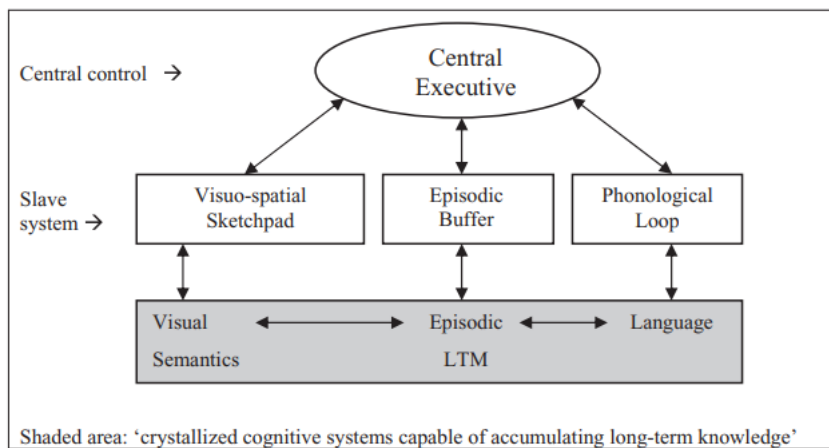 Central control →
Central
Executive
Slave
system →
Visuo-spatial
Sketchpad
Episodic
Buffer
Phonological
Loop
Visual
Semantics
Episodic
LTM
Language
Shaded area: ‘crystallized cognitive systems capable of accumulating long-term knowledge’